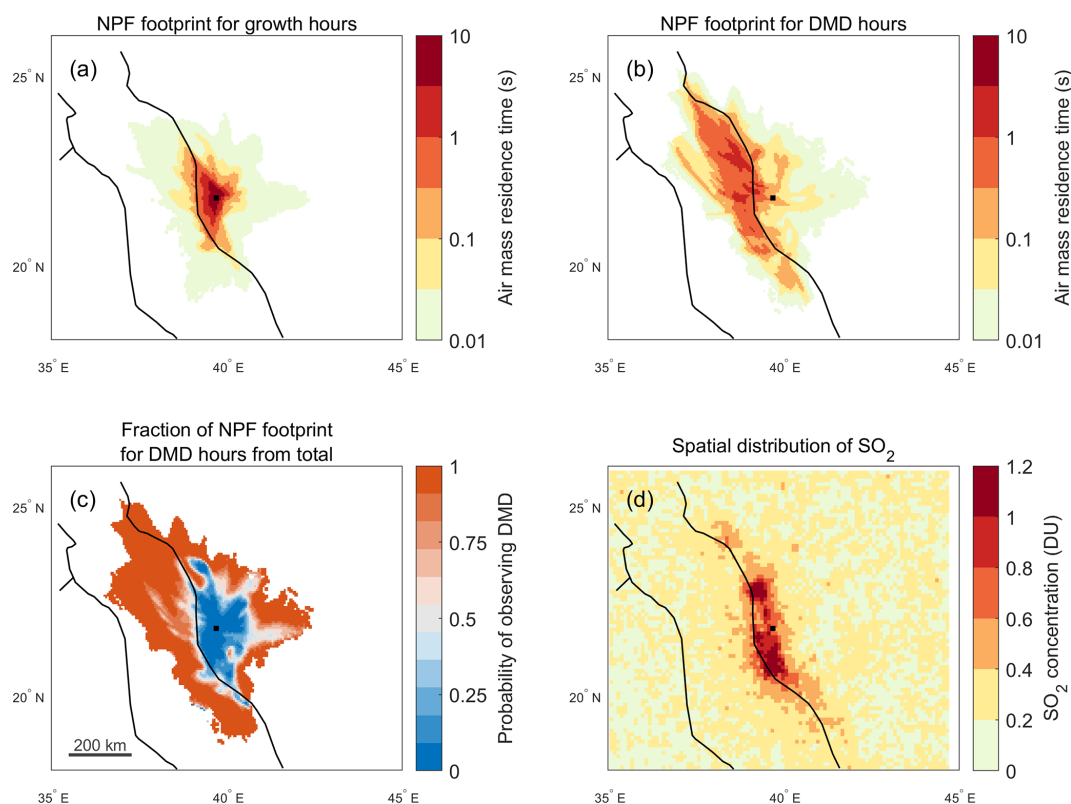 NPF footprint for growth hours
(a)
25° N
20° N
35° E
40° E
45° E
10
1
0.1
0.01
Air mass residence time (s)
NPF footprint for DMD hours
(b)
25° N
20° N
35° E
40° E
45° E
10
1
0.1
0.01
Air mass residence time (s)
Fraction of NPF footprint
for DMD hours from total
(c)
25° N
20° N
200 km
35° E
40° E
45° E
1
0.75
0.5
0.25
0
Probability of observing DMD
Spatial distribution of SO₂
(d)
25° N
20° N
35° E
40° E
45° E
1.2
1
0.8
0.6
0.4
0.2
0
SO₂ concentration (DU)